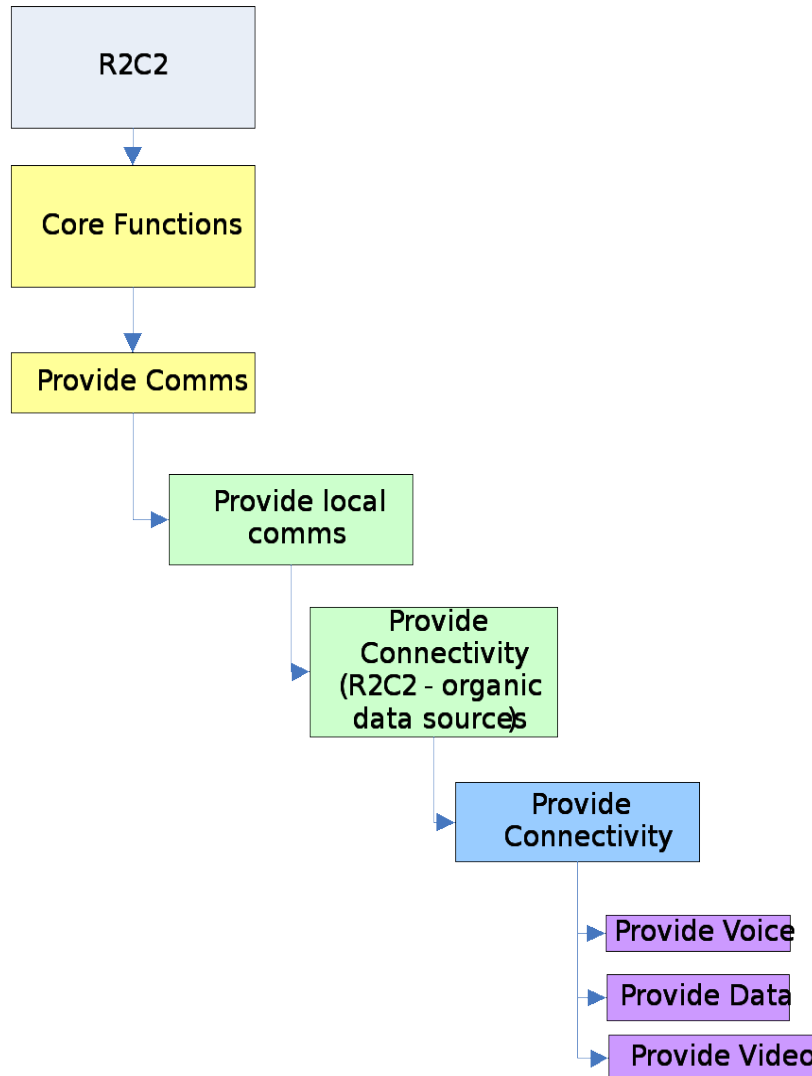 R2C2
Core Functions
Provide Comms
Provide local
comms
Provide
Connectivity
(R2C2 - organic
data sources)
Provide
Connectivity
Provide Voice
Provide Data
Provide Video